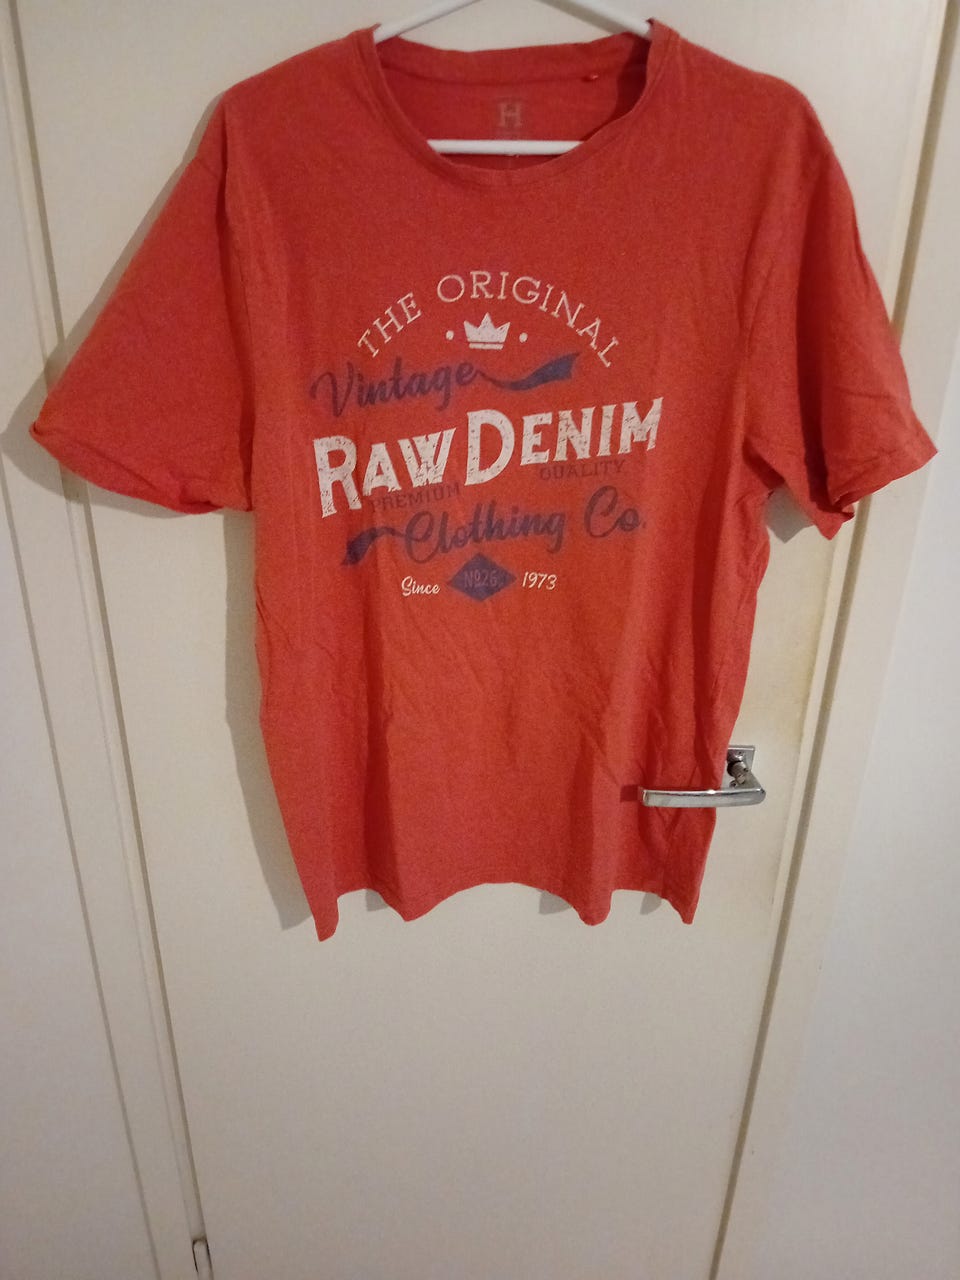 H
THE ORIGINAL
Vintage
RAW DENIM
PREMIUM QUALITY
Clothing Co.
Since No26 1973